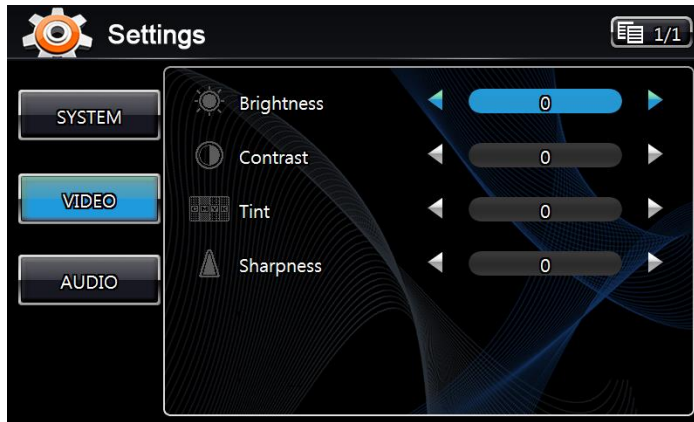 Settings
1/1
SYSTEM
VIDEO
AUDIO
Brightness 0
Contrast 0
Tint 0
Sharpness 0